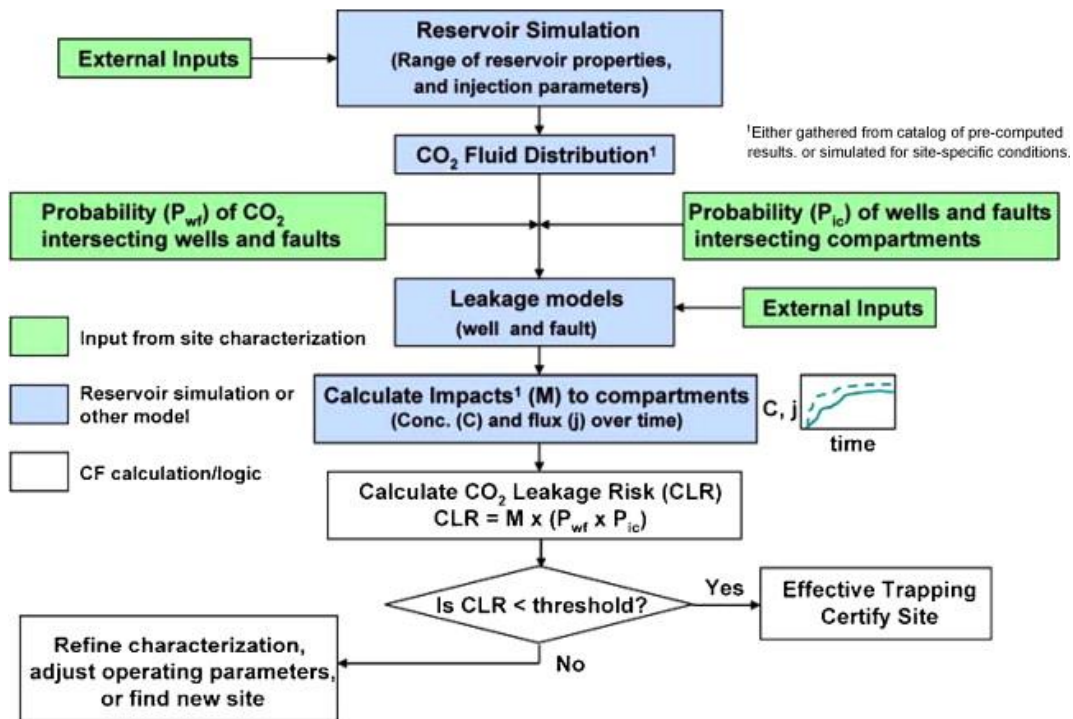 Reservoir Simulation
(Range of reservoir properties,
and injection parameters)
External Inputs
¹Either gathered from catalog of pre-computed
results. or simulated for site-specific conditions.
CO₂ Fluid Distribution¹
Probability (P_wf) of CO₂
intersecting wells and faults
Probability (P_ic) of wells and faults
intersecting compartments
Leakage models
(well and fault)
External Inputs
Input from site characterization
Reservoir simulation or
other model
CF calculation/logic
Calculate Impacts¹ (M) to compartments
(Conc. (C) and flux (j) over time)
C, j
time
Calculate CO₂ Leakage Risk (CLR)
CLR = M x (P_wf x P_ic)
Is CLR < threshold?
Yes
Effective Trapping
Certify Site
No
Refine characterization,
adjust operating parameters,
or find new site